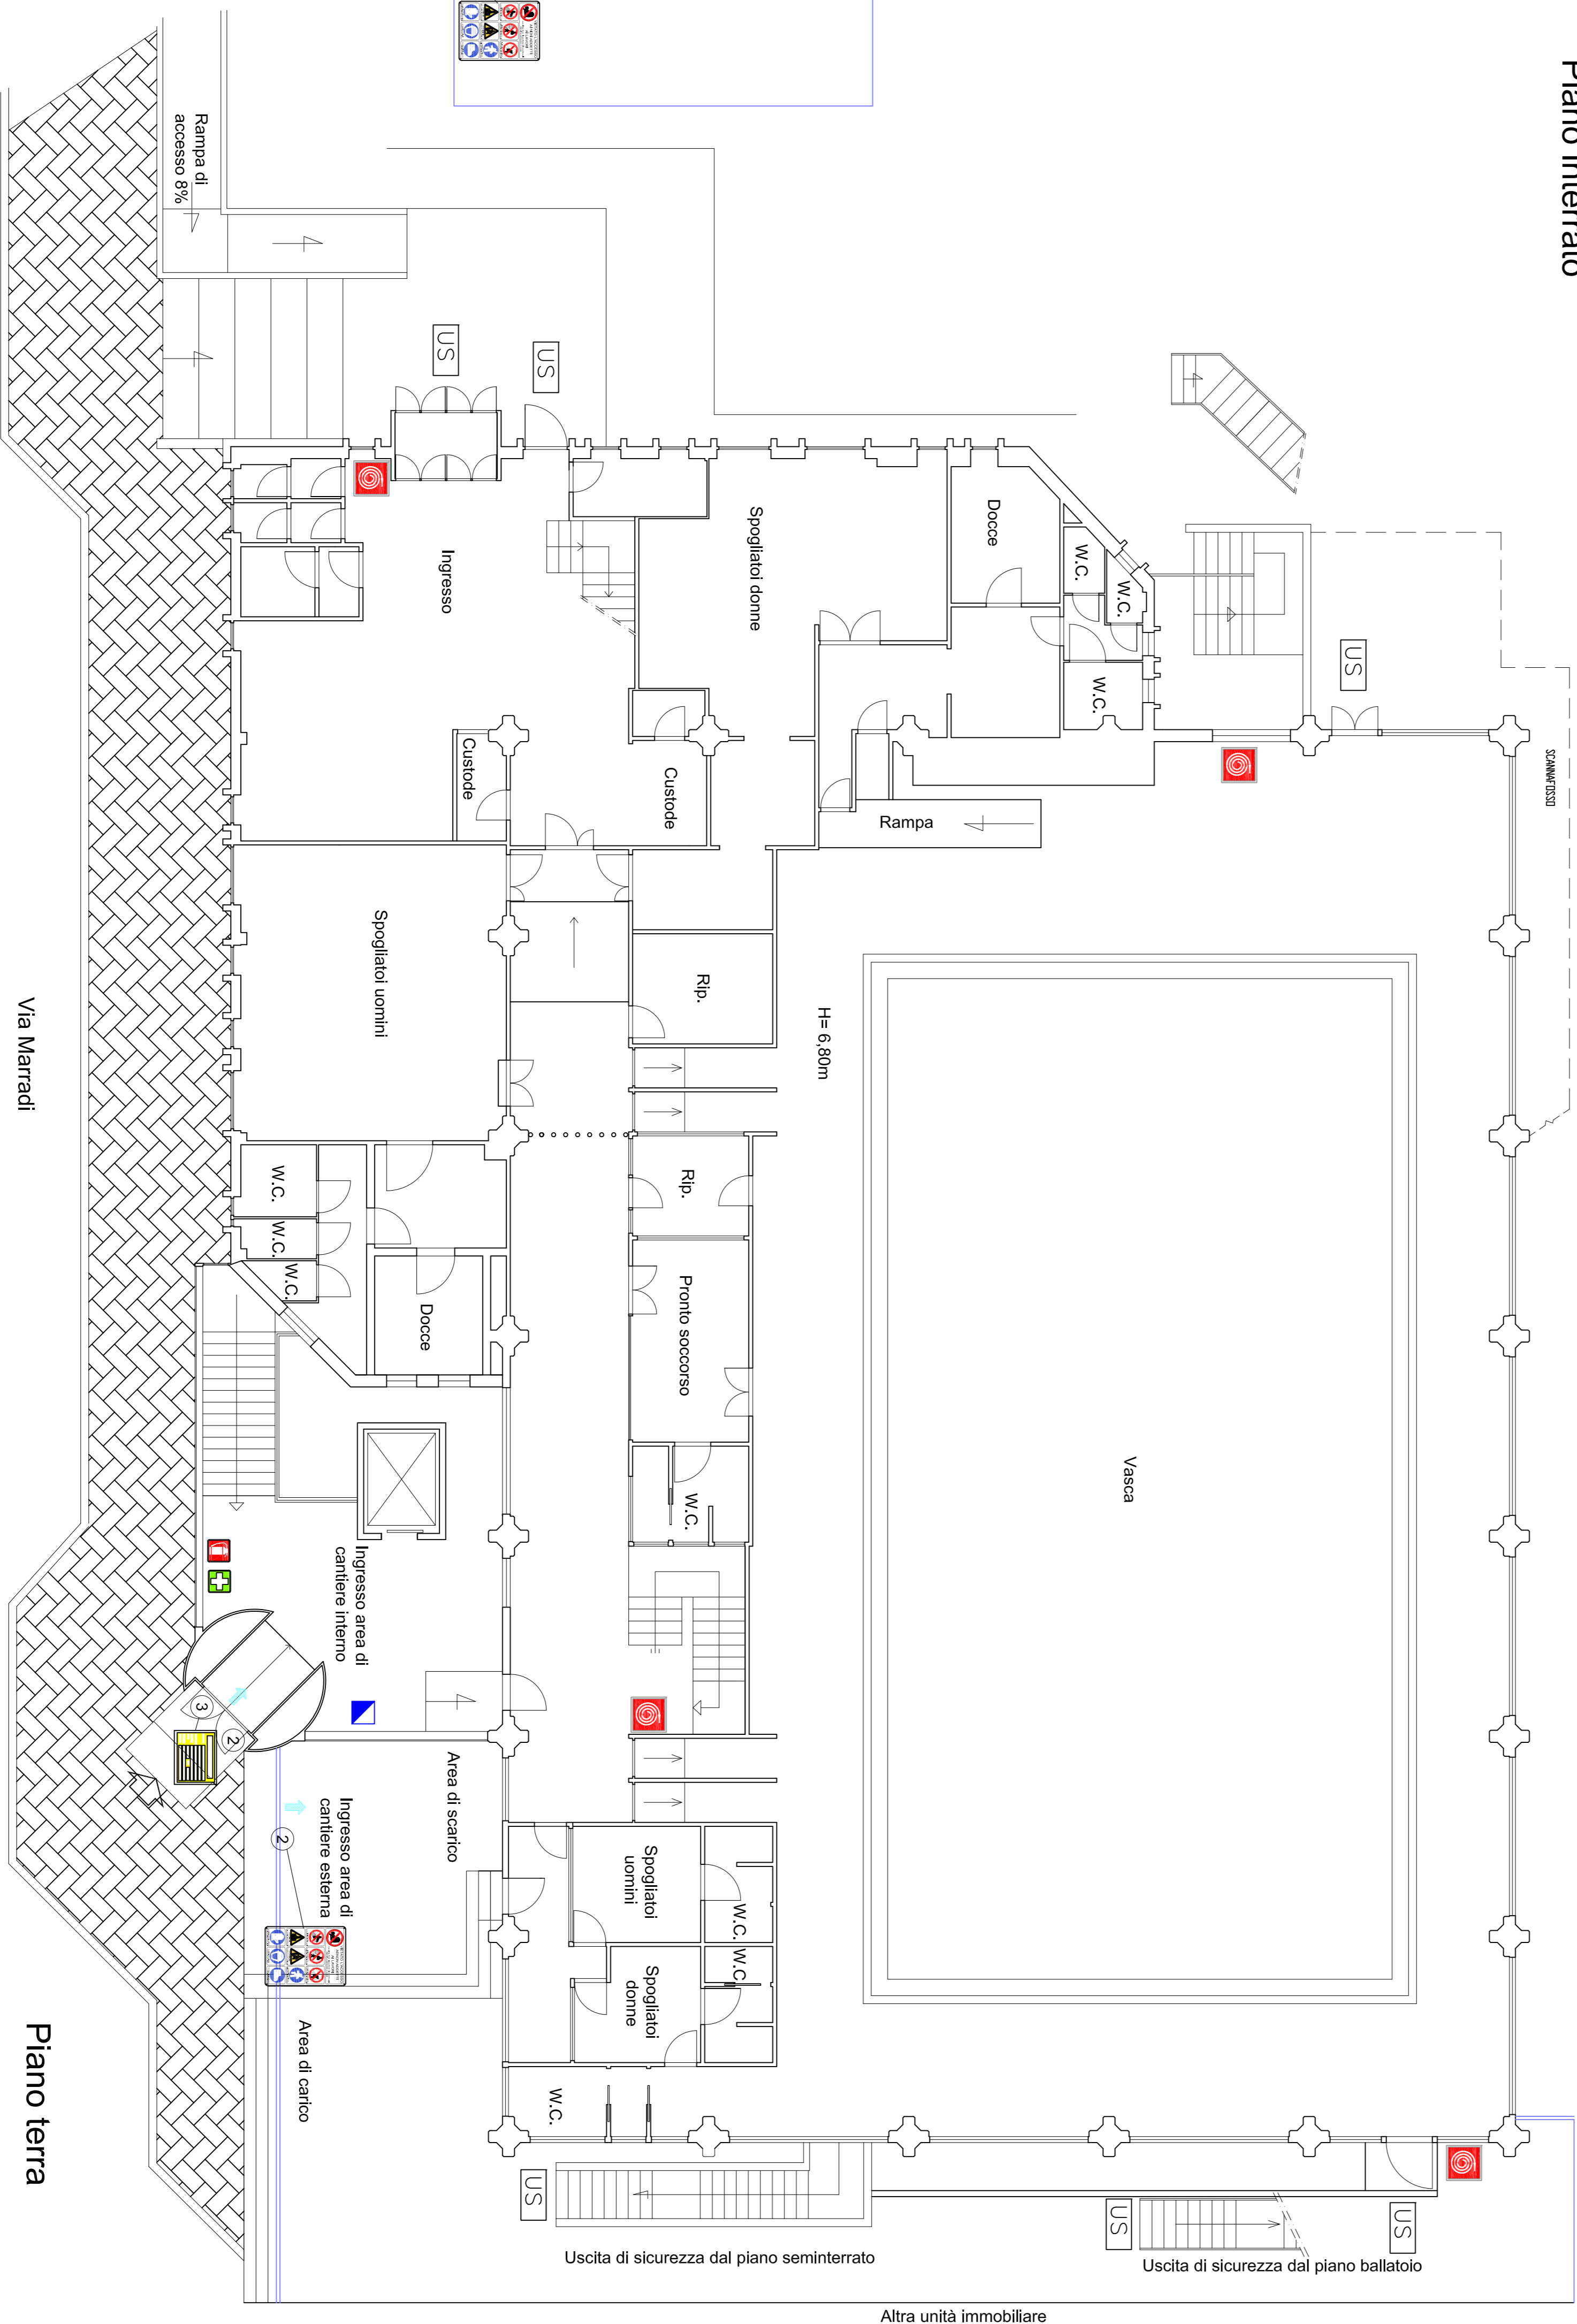 Piano interrato
Rampa di
accesso 8%
US
US
Ingresso
Spogliatoi donne
Docce
W.C.
W.C.
W.C.
US
SCANNAFOSSO
Custode
Custode
Rampa
Spogliatoi uomini
Rip.
H= 6,80m
Via Marradi
W.C.
W.C.
W.C.
Docce
Rip.
Pronto soccorso
W.C.
Vasca
Ingresso area di
cantiere interno
3
2
Area di scarico
Ingresso area di
cantiere esterna
2
Spogliatoi
uomini
W.C.
W.C.
Spogliatoi
donne
Area di carico
W.C.
Piano terra
US
US
US
Uscita di sicurezza dal piano seminterrato
Uscita di sicurezza dal piano ballatoio
Altra unità immobiliare